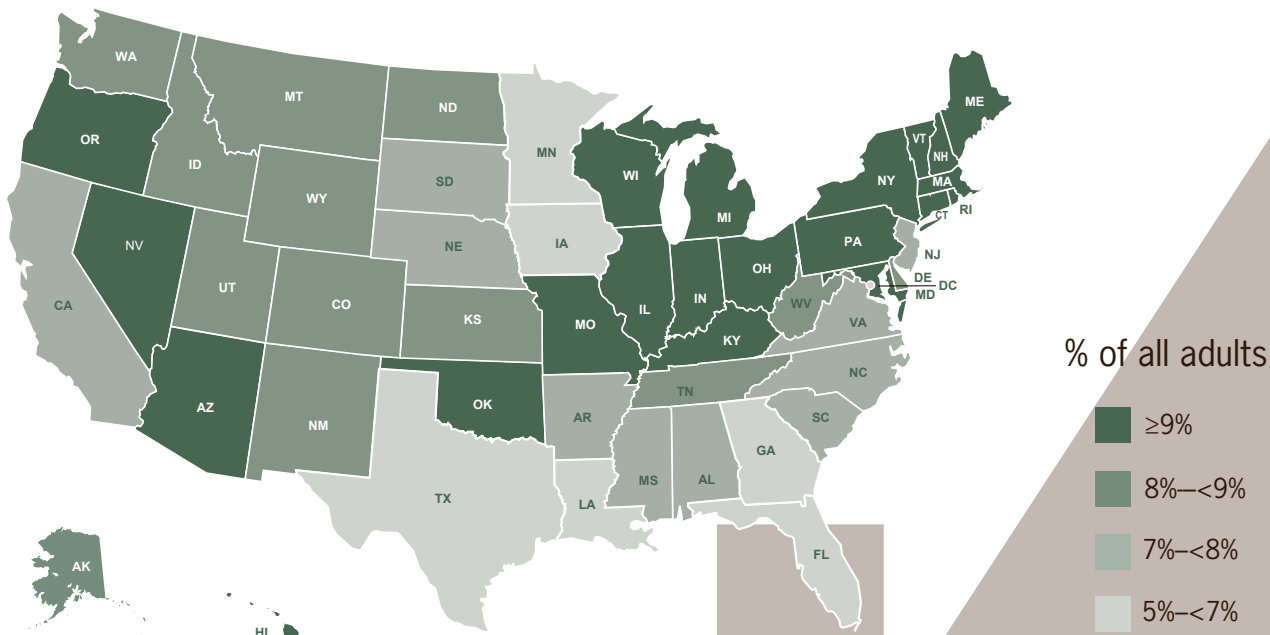 WA
MT
ND
MN
ME
OR
ID
SD
WI
VT
NH
NY
MA
WY
MI
CT
RI
NV
NE
IA
PA
NJ
OH
UT
IL
IN
DE
DC
MD
CA
CO
KS
WV
MO
VA
KY
% of all adults
NC
TN
AZ
OK
AR
SC
≥9%
NM
GA
MS
AL
8%–<9%
TX
LA
7%–<8%
FL
AK
5%–<7%
HI